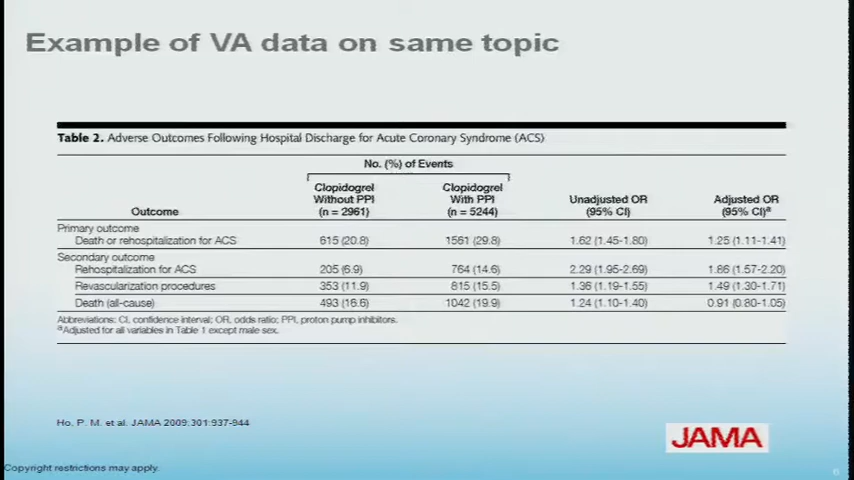 Example of VA data on same topic
Table 2. Adverse Outcomes Following Hospital Discharge for Acute Coronary Syndrome (ACS)
No. (%) of Events
Outcome Clopidogrel Without PPI (n = 2961) Clopidogrel With PPI (n = 5244) Unadjusted OR (95% CI) Adjusted OR (95% CI)a
Primary outcome
Death or rehospitalization for ACS 615 (20.8) 1561 (29.8) 1.62 (1.45-1.80) 1.25 (1.11-1.41)
Secondary outcome
Rehospitalization for ACS 205 (6.9) 764 (14.6) 2.29 (1.95-2.69) 1.86 (1.57-2.20)
Revascularization procedures 353 (11.9) 815 (15.5) 1.36 (1.19-1.55) 1.49 (1.30-1.71)
Death (all-cause) 493 (16.6) 1042 (19.9) 1.24 (1.10-1.40) 0.91 (0.80-1.05)
Abbreviations: CI, confidence interval; OR, odds ratio; PPI, proton pump inhibitors.
aAdjusted for all variables in Table 1 except male sex.
Ho, P. M. et al. JAMA 2009;301:937-944
JAMA
Copyright restrictions may apply.
6